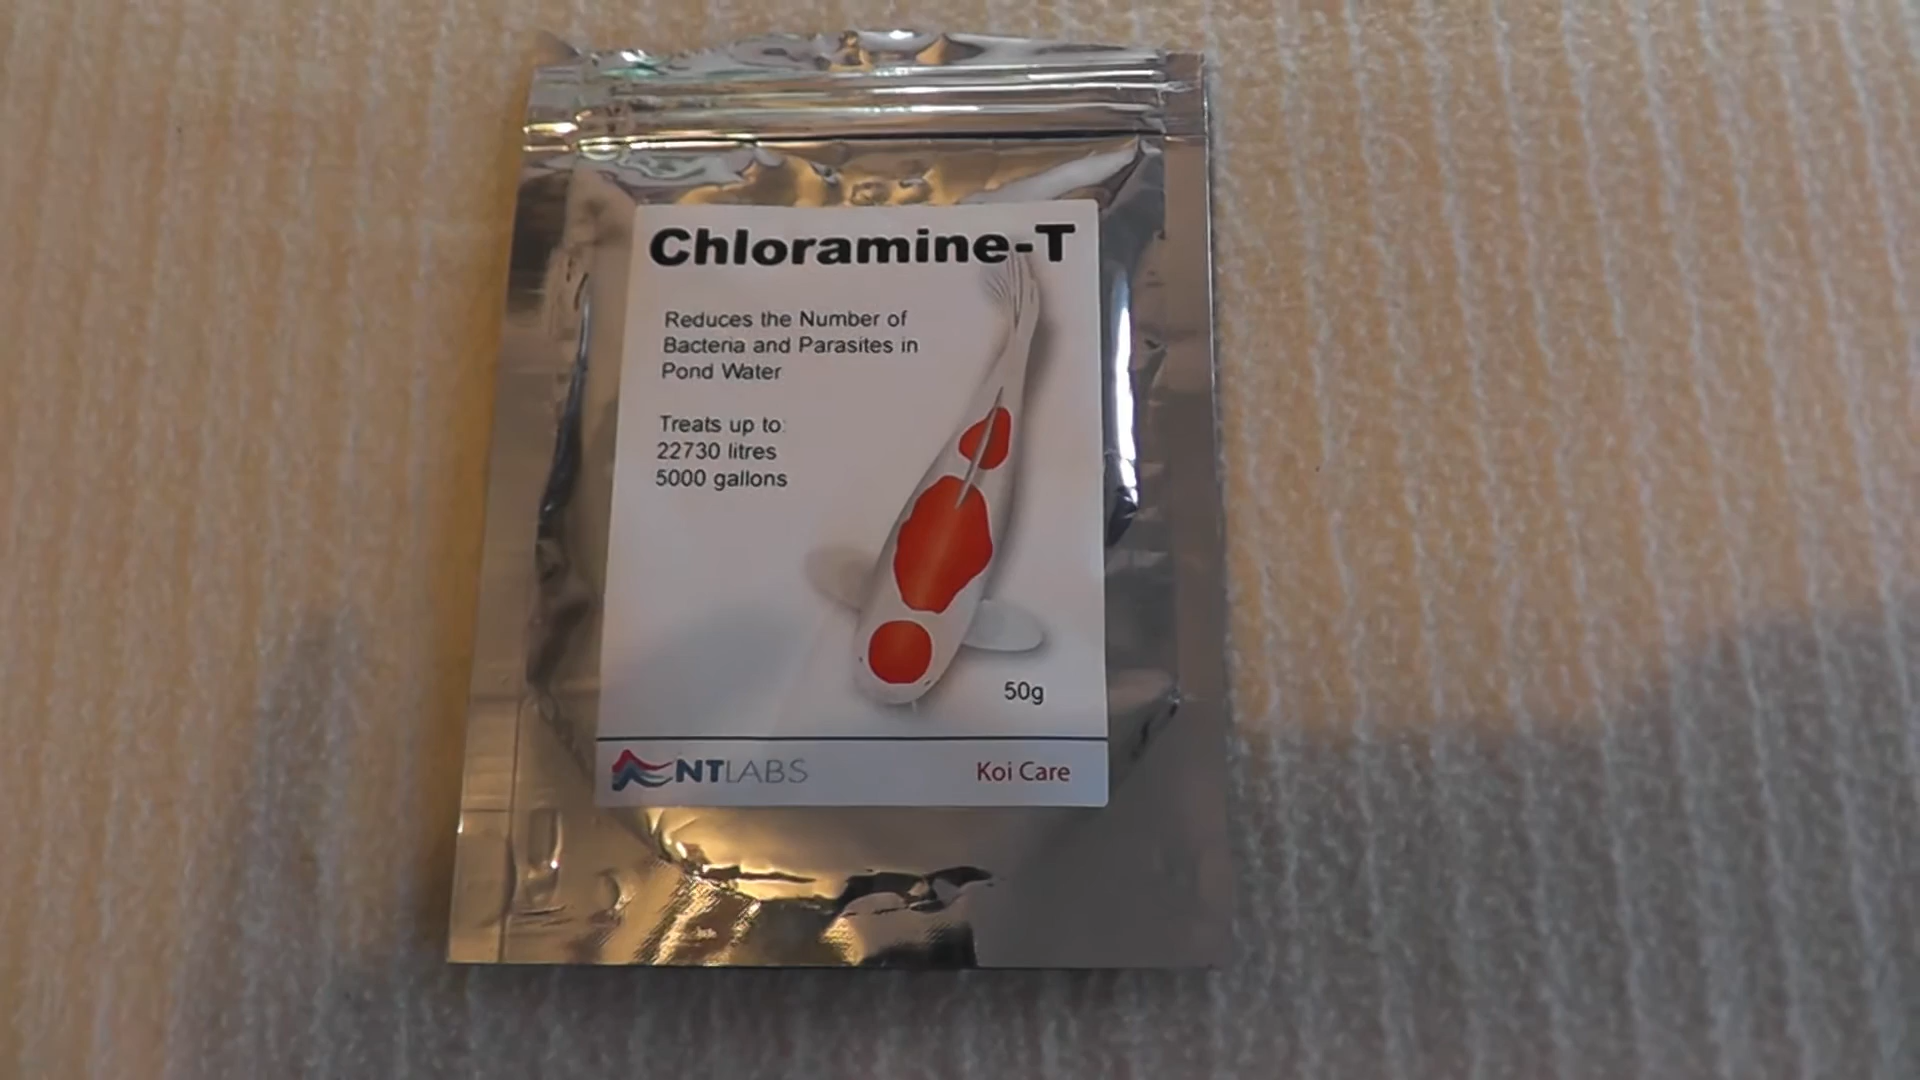 Chloramine-T
Reduces the Number of
Bacteria and Parasites in
Pond Water
Treats up to:
22730 litres
5000 gallons
50g
NTLABS
Koi Care